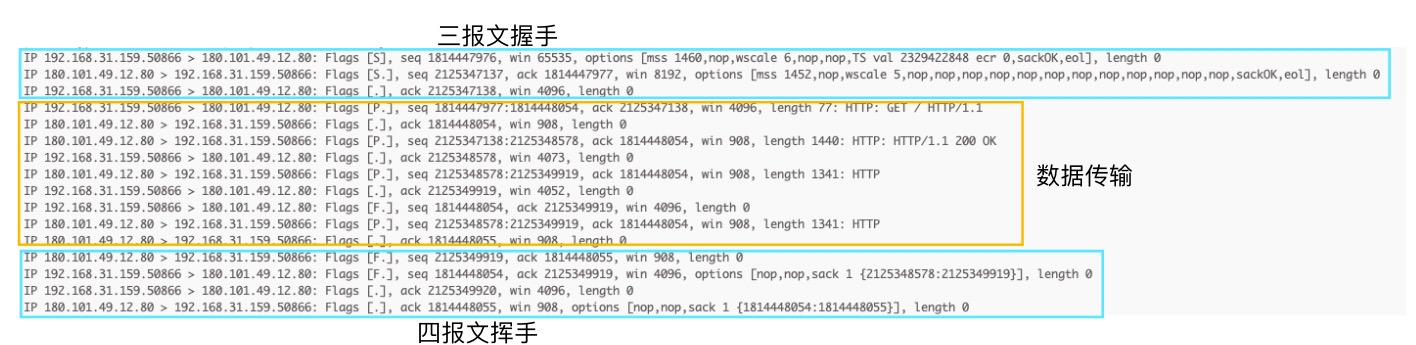 三报文握手
IP 192.168.31.159.50866 > 180.101.49.12.80: Flags [S], seq 1814447976, win 65535, options [mss 1460,nop,wscale 6,nop,nop,TS val 2329422848 ecr 0,sackOK,eol], length 0
IP 180.101.49.12.80 > 192.168.31.159.50866: Flags [S.], seq 2125347137, ack 1814447977, win 8192, options [mss 1452,nop,wscale 5,nop,nop,nop,nop,nop,nop,nop,nop,nop,nop,nop,nop,sackOK,eol], length 0
IP 192.168.31.159.50866 > 180.101.49.12.80: Flags [.], ack 2125347138, win 4096, length 0
IP 192.168.31.159.50866 > 180.101.49.12.80: Flags [P.], seq 1814447977:1814448054, ack 2125347138, win 4096, length 77: HTTP: GET / HTTP/1.1
IP 180.101.49.12.80 > 192.168.31.159.50866: Flags [.], ack 1814448054, win 908, length 0
IP 180.101.49.12.80 > 192.168.31.159.50866: Flags [P.], seq 2125347138:2125348578, ack 1814448054, win 908, length 1440: HTTP: HTTP/1.1 200 OK
IP 192.168.31.159.50866 > 180.101.49.12.80: Flags [.], ack 2125348578, win 4073, length 0
IP 180.101.49.12.80 > 192.168.31.159.50866: Flags [P.], seq 2125348578:2125349919, ack 1814448054, win 908, length 1341: HTTP
数据传输
IP 192.168.31.159.50866 > 180.101.49.12.80: Flags [.], ack 2125349919, win 4052, length 0
IP 192.168.31.159.50866 > 180.101.49.12.80: Flags [F.], seq 1814448054, ack 2125349919, win 4096, length 0
IP 180.101.49.12.80 > 192.168.31.159.50866: Flags [P.], seq 2125348578:2125349919, ack 1814448054, win 908, length 1341: HTTP
IP 180.101.49.12.80 > 192.168.31.159.50866: Flags [.], ack 1814448055, win 908, length 0
IP 180.101.49.12.80 > 192.168.31.159.50866: Flags [F.], seq 2125349919, ack 1814448055, win 908, length 0
IP 192.168.31.159.50866 > 180.101.49.12.80: Flags [F.], seq 1814448054, ack 2125349919, win 4096, options [nop,nop,sack 1 {2125348578:2125349919}], length 0
IP 192.168.31.159.50866 > 180.101.49.12.80: Flags [.], ack 2125349920, win 4096, length 0
IP 180.101.49.12.80 > 192.168.31.159.50866: Flags [.], ack 1814448055, win 908, options [nop,nop,sack 1 {1814448054:1814448055}], length 0
四报文挥手